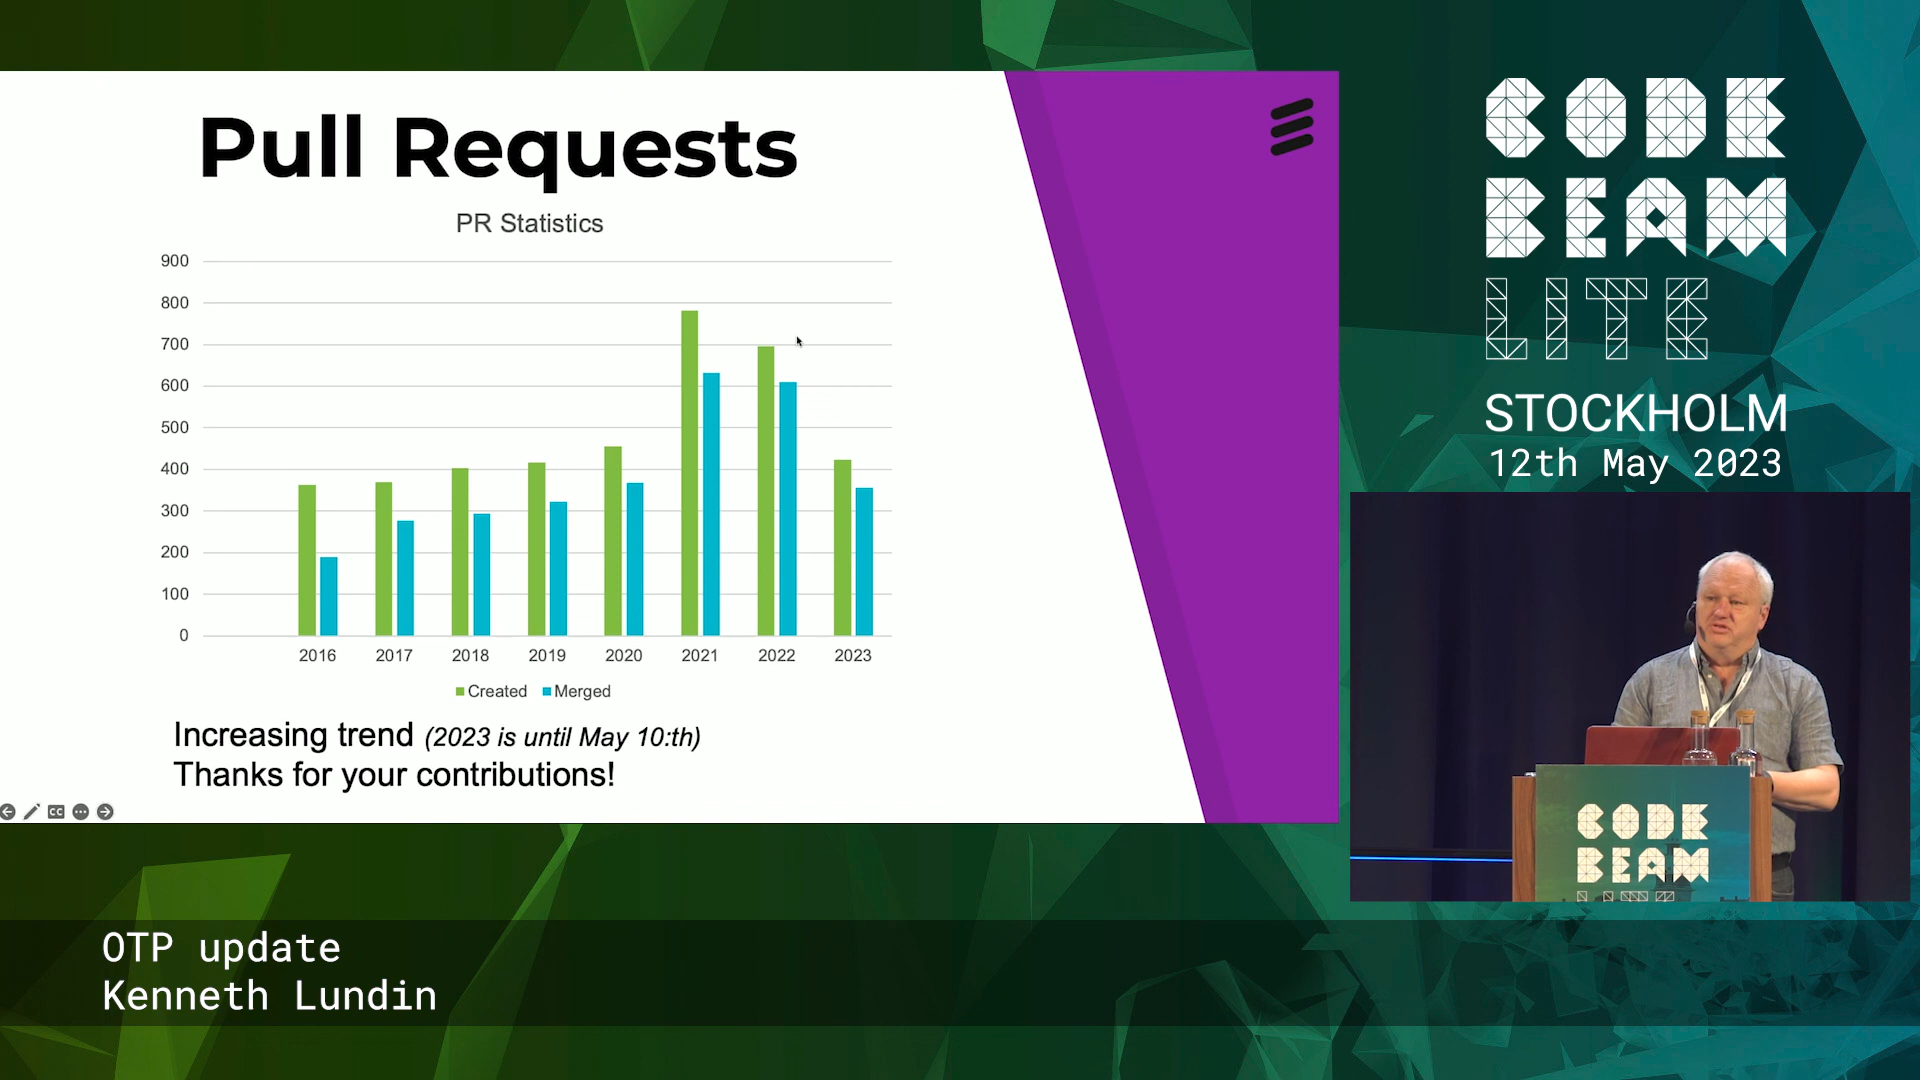 Pull Requests
PR Statistics
900
800
700
600
500
400
300
200
100
0
2016 2017 2018 2019 2020 2021 2022 2023
Created Merged
Increasing trend (2023 is until May 10:th)
Thanks for your contributions!
CC
CODE
BEAM
LITE
STOCKHOLM
12th May 2023
CODE
BEAM
OTP update
Kenneth Lundin